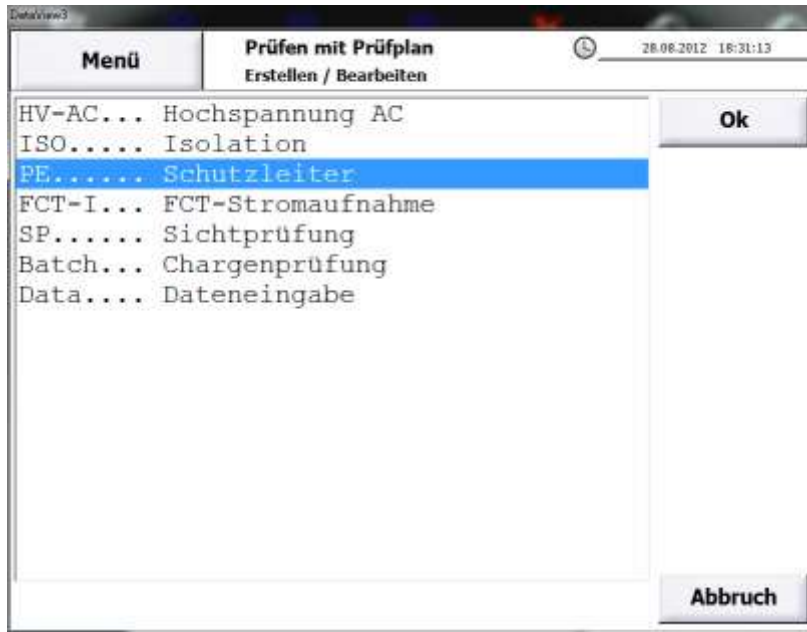 DataView3
Menü
Prüfen mit Prüfplan
Erstellen / Bearbeiten
28.08.2012 18:31:13
HV-AC... Hochspannung AC
ISO..... Isolation
PE...... Schutzleiter
FCT-I... FCT-Stromaufnahme
SP...... Sichtprüfung
Batch... Chargenprüfung
Data.... Dateneingabe
Ok
Abbruch